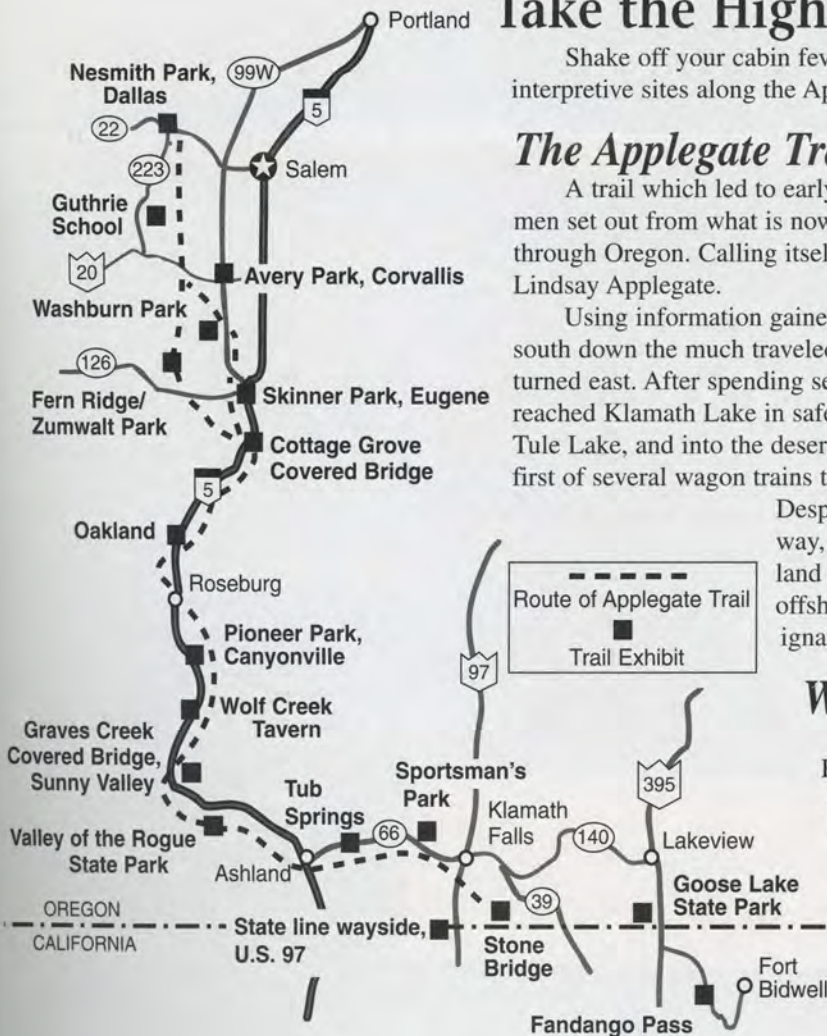 Take the High
Shake off your cabin fev
interpretive sites along the Ap
The Applegate Tra
A trail which led to early
men set out from what is now
through Oregon. Calling itsel
Lindsay Applegate.
Using information gaine
south down the much traveled
turned east. After spending se
reached Klamath Lake in safe
Tule Lake, and into the deser
first of several wagon trains t
Desp
way,
land
offsh
igna
W
Portland
Nesmith Park,
Dallas
99W
5
22
223
Salem
Guthrie
School
20
Avery Park, Corvallis
Washburn Park
126
Fern Ridge/
Zumwalt Park
Skinner Park, Eugene
Cottage Grove
Covered Bridge
5
Oakland
Roseburg
Pioneer Park,
Canyonville
Wolf Creek
Tavern
Graves Creek
Covered Bridge,
Sunny Valley
Valley of the Rogue
State Park
Tub
Springs
Ashland
66
Sportsman's
Park
97
Klamath
Falls
140
395
Lakeview
39
Goose Lake
State Park
OREGON
CALIFORNIA
State line wayside,
U.S. 97
Stone
Bridge
Fort
Bidwell
Fandango Pass
Route of Applegate Trail
Trail Exhibit